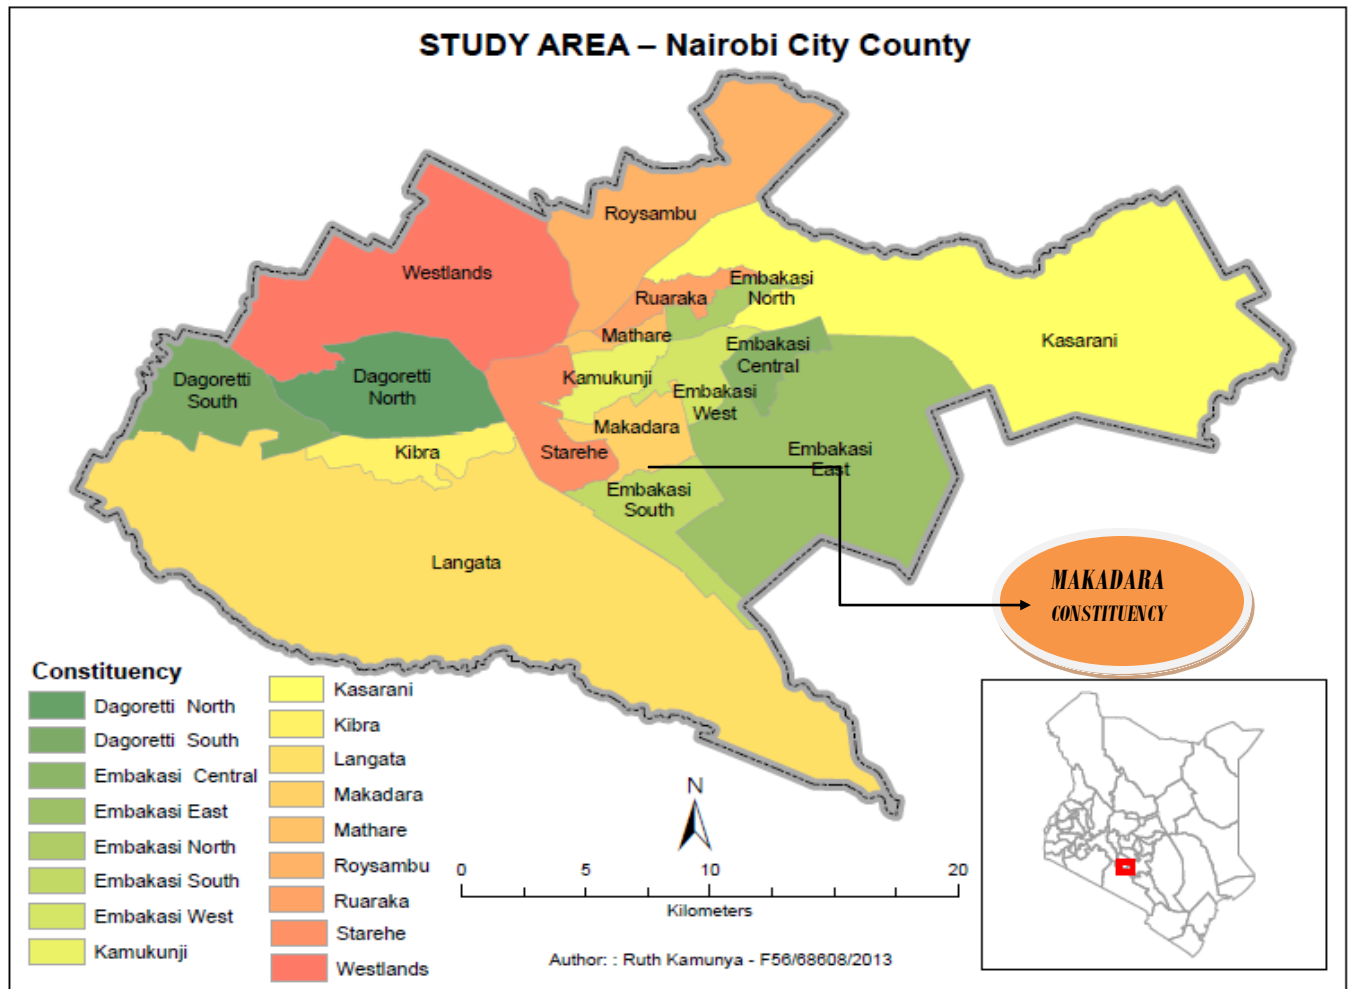 STUDY AREA – Nairobi City County
Roysambu
Westlands
Embakasi
North
Ruaraka
Mathare
Kasarani
Embakasi
Central
Dagoretti
South
Dagoretti
North
Kamukunji
Embakasi
West
Makadara
Kibra
Starehe
Embakasi
East
Embakasi
South
Langata
MAKADARA
CONSTITUENCY
Constituency
Dagoretti North
Dagoretti South
Embakasi Central
Embakasi East
Embakasi North
Embakasi South
Embakasi West
Kamukunji
Kasarani
Kibra
Langata
Makadara
Mathare
Roysambu
Ruaraka
Starehe
Westlands
N
0 5 10 20
Kilometers
Author: : Ruth Kamunya - F56/68608/2013